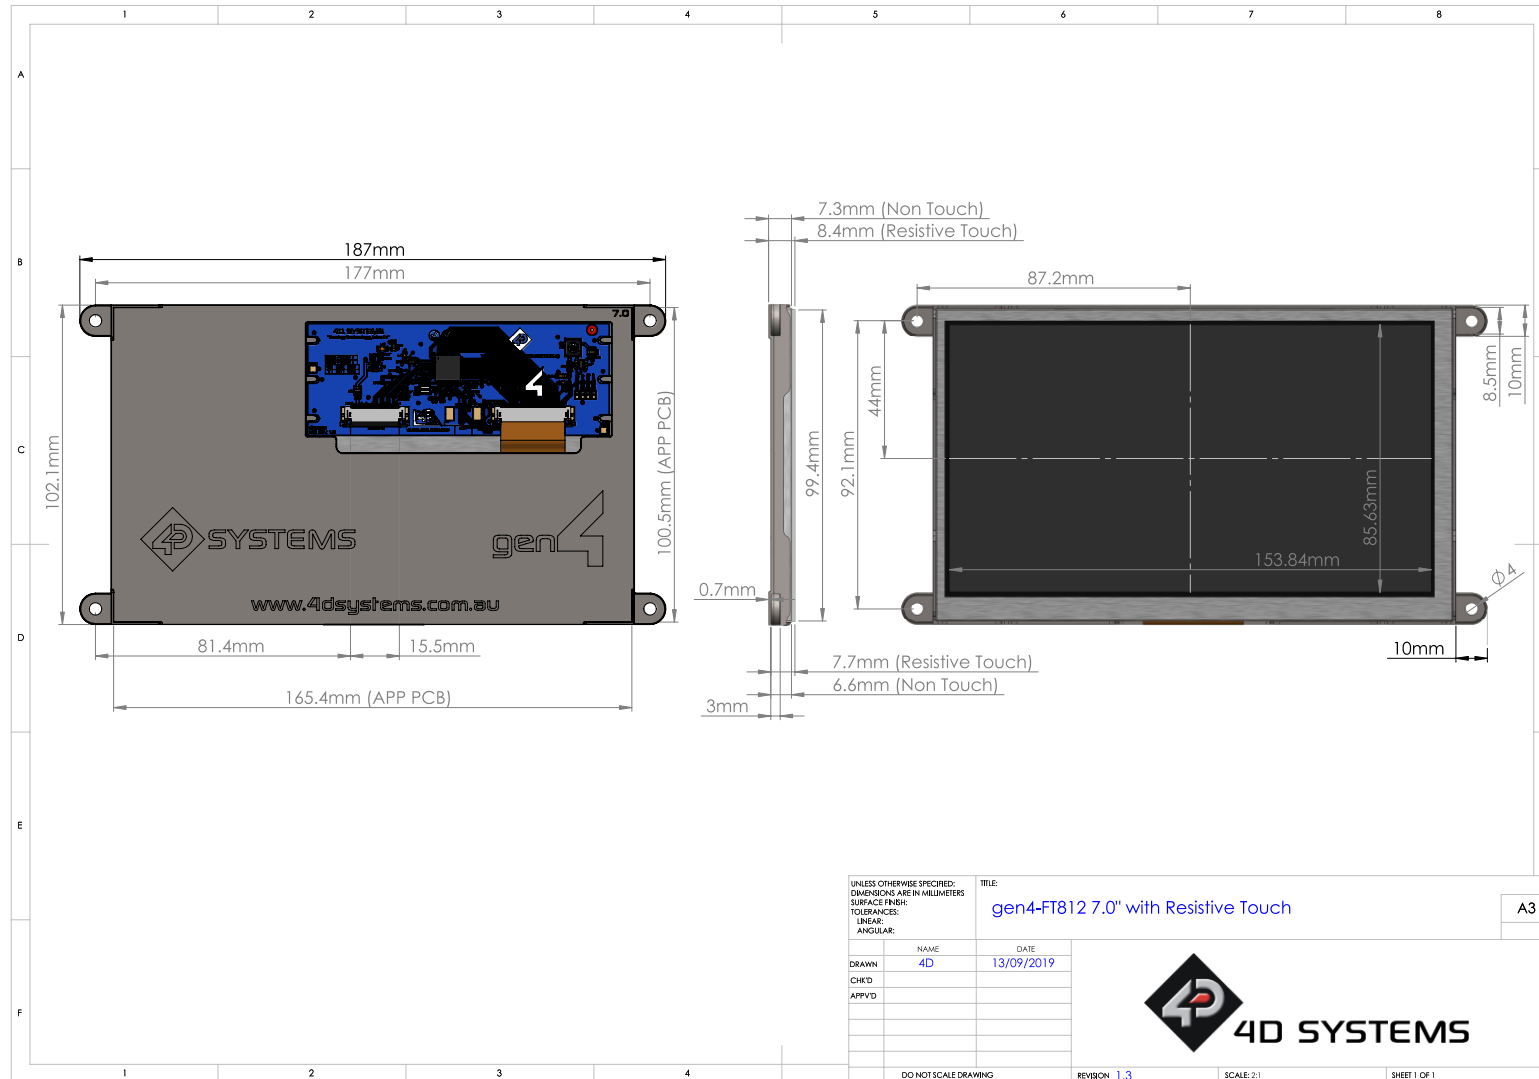 1 2 3 4 5 6 7 8
A
B
C
D
E
F
187mm
177mm
7.0
4D SYSTEMS
4
102.1mm
100.5mm (APP PCB)
4D SYSTEMS
gen4
www.4dsystems.com.au
81.4mm
15.5mm
165.4mm (APP PCB)
7.3mm (Non Touch)
8.4mm (Resistive Touch)
99.4mm
0.7mm
7.7mm (Resistive Touch)
6.6mm (Non Touch)
3mm
87.2mm
44mm
92.1mm
8.5mm
10mm
85.63mm
153.84mm
Ø4
10mm
UNLESS OTHERWISE SPECIFIED:
DIMENSIONS ARE IN MILLIMETERS
SURFACE FINISH:
TOLERANCES:
LINEAR:
ANGULAR:
TITLE:
gen4-FT812 7.0" with Resistive Touch
A3
NAME DATE
DRAWN 4D 13/09/2019
CHK'D
APPV'D
4D SYSTEMS
DO NOT SCALE DRAWING
REVISION 1.3
SCALE: 2:1
SHEET 1 OF 1
1 2 3 4